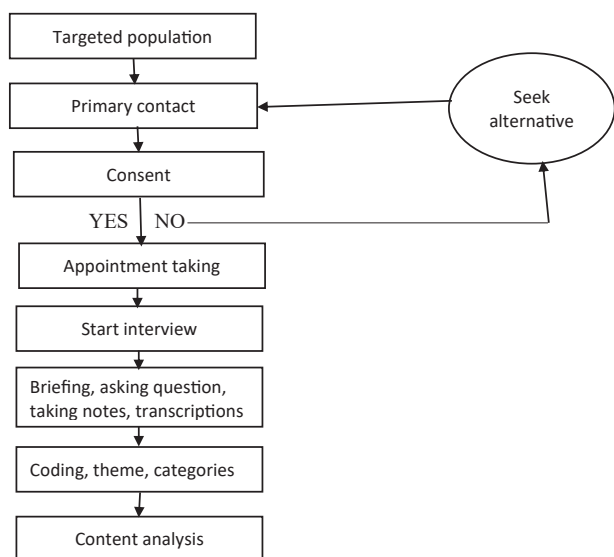 Targeted population
Primary contact
Seek
alternative
Consent
YES NO
Appointment taking
Start interview
Briefing, asking question,
taking notes, transcriptions
Coding, theme, categories
Content analysis